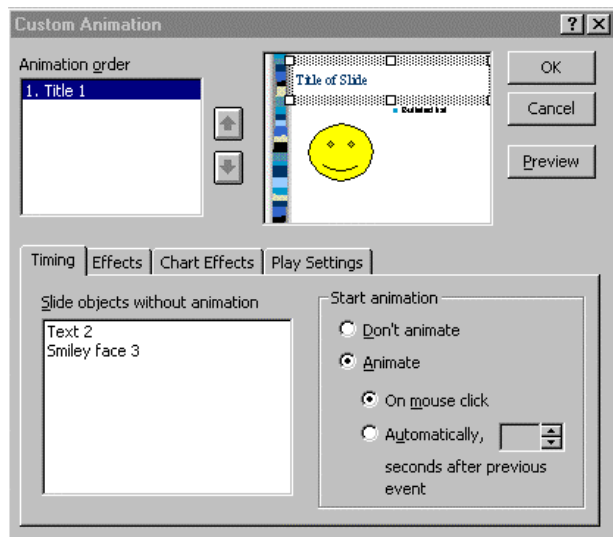 Custom Animation
Animation order
1. Title 1
Title of Slide
Bulleted list
OK
Cancel
Preview
Timing
Effects
Chart Effects
Play Settings
Slide objects without animation
Text 2
Smiley face 3
Start animation
Don't animate
Animate
On mouse click
Automatically,
seconds after previous
event